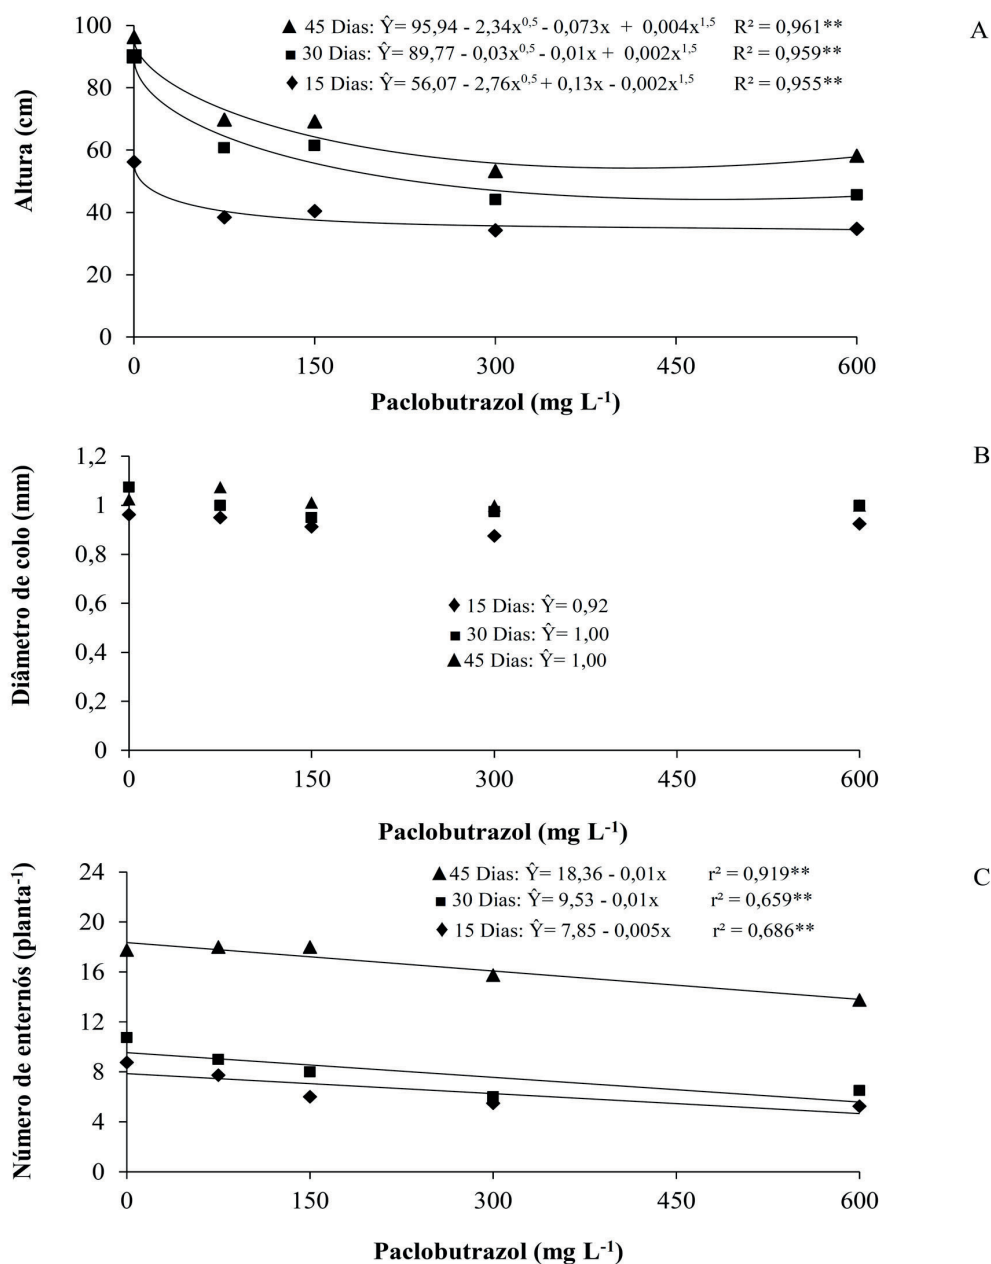 A
▲ 45 Dias: Ŷ= 95,94 - 2,34x^0,5 - 0,073x + 0,004x^1,5 R² = 0,961**
■ 30 Dias: Ŷ= 89,77 - 0,03x^0,5 - 0,01x + 0,002x^1,5 R² = 0,959**
◆ 15 Dias: Ŷ= 56,07 - 2,76x^0,5 + 0,13x - 0,002x^1,5 R² = 0,955**
Altura (cm)
100
80
60
40
20
0
0 150 300 450 600
Paclobutrazol (mg L⁻¹)
B
Diâmetro de colo (mm)
1,2
1
0,8
0,6
0,4
0,2
0
◆ 15 Dias: Ŷ= 0,92
■ 30 Dias: Ŷ= 1,00
▲ 45 Dias: Ŷ= 1,00
0 150 300 450 600
Paclobutrazol (mg L⁻¹)
C
▲ 45 Dias: Ŷ = 18,36 - 0,01x r² = 0,919**
■ 30 Dias: Ŷ = 9,53 - 0,01x r² = 0,659**
◆ 15 Dias: Ŷ = 7,85 - 0,005x r² = 0,686**
Número de enternós (planta⁻¹)
24
20
16
12
8
4
0
0 150 300 450 600
Paclobutrazol (mg L⁻¹)